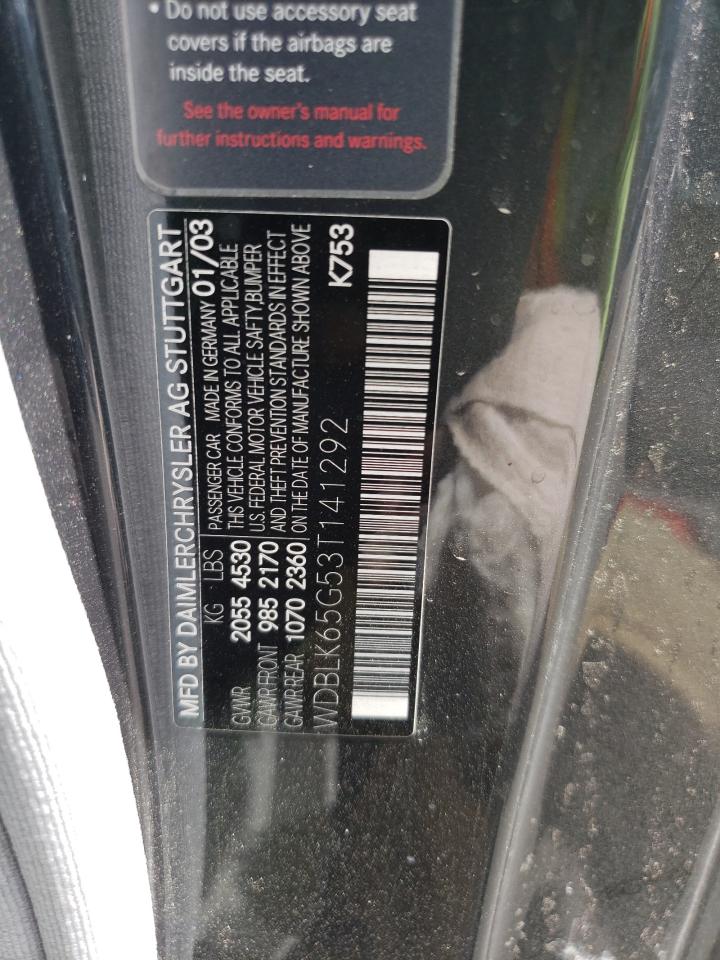 • Do not use accessory seat
covers if the airbags are
inside the seat.
See the owner's manual for
further instructions and warnings.
MFD BY DAIMLERCHRYSLER AG STUTTGART
KG LBS PASSENGER CAR MADE IN GERMANY 01/03
GVWR 2055 4530 THIS VEHICLE CONFORMS TO ALL APPLICABLE
GAWR FRONT 985 2170 U.S. FEDERAL MOTOR VEHICLE SAFTY,BUMPER
GAWR REAR 1070 2360 AND THEFT PREVENTION STANDARDS IN EFFECT
ON THE DATE OF MANUFACTURE SHOWN ABOVE
WDBLK65G53T141292 K753